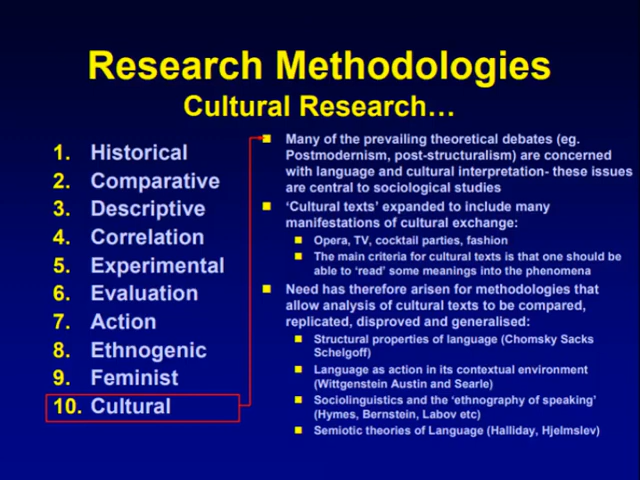 Research Methodologies
Cultural Research…
1. Historical
2. Comparative
3. Descriptive
4. Correlation
5. Experimental
6. Evaluation
7. Action
8. Ethnogenic
9. Feminist
10. Cultural
Many of the prevailing theoretical debates (eg.
Postmodernism, post-structuralism) are concerned
with language and cultural interpretation- these issues
are central to sociological studies
‘Cultural texts’ expanded to include many
manifestations of cultural exchange:
Opera, TV, cocktail parties, fashion
The main criteria for cultural texts is that one should be
able to ‘read’ some meanings into the phenomena
Need has therefore arisen for methodologies that
allow analysis of cultural texts to be compared,
replicated, disproved and generalised:
Structural properties of language (Chomsky Sacks
Schelgoff)
Language as action in its contextual environment
(Wittgenstein Austin and Searle)
Sociolinguistics and the ‘ethnography of speaking’
(Hymes, Bernstein, Labov etc)
Semiotic theories of Language (Halliday, Hjelmslev)